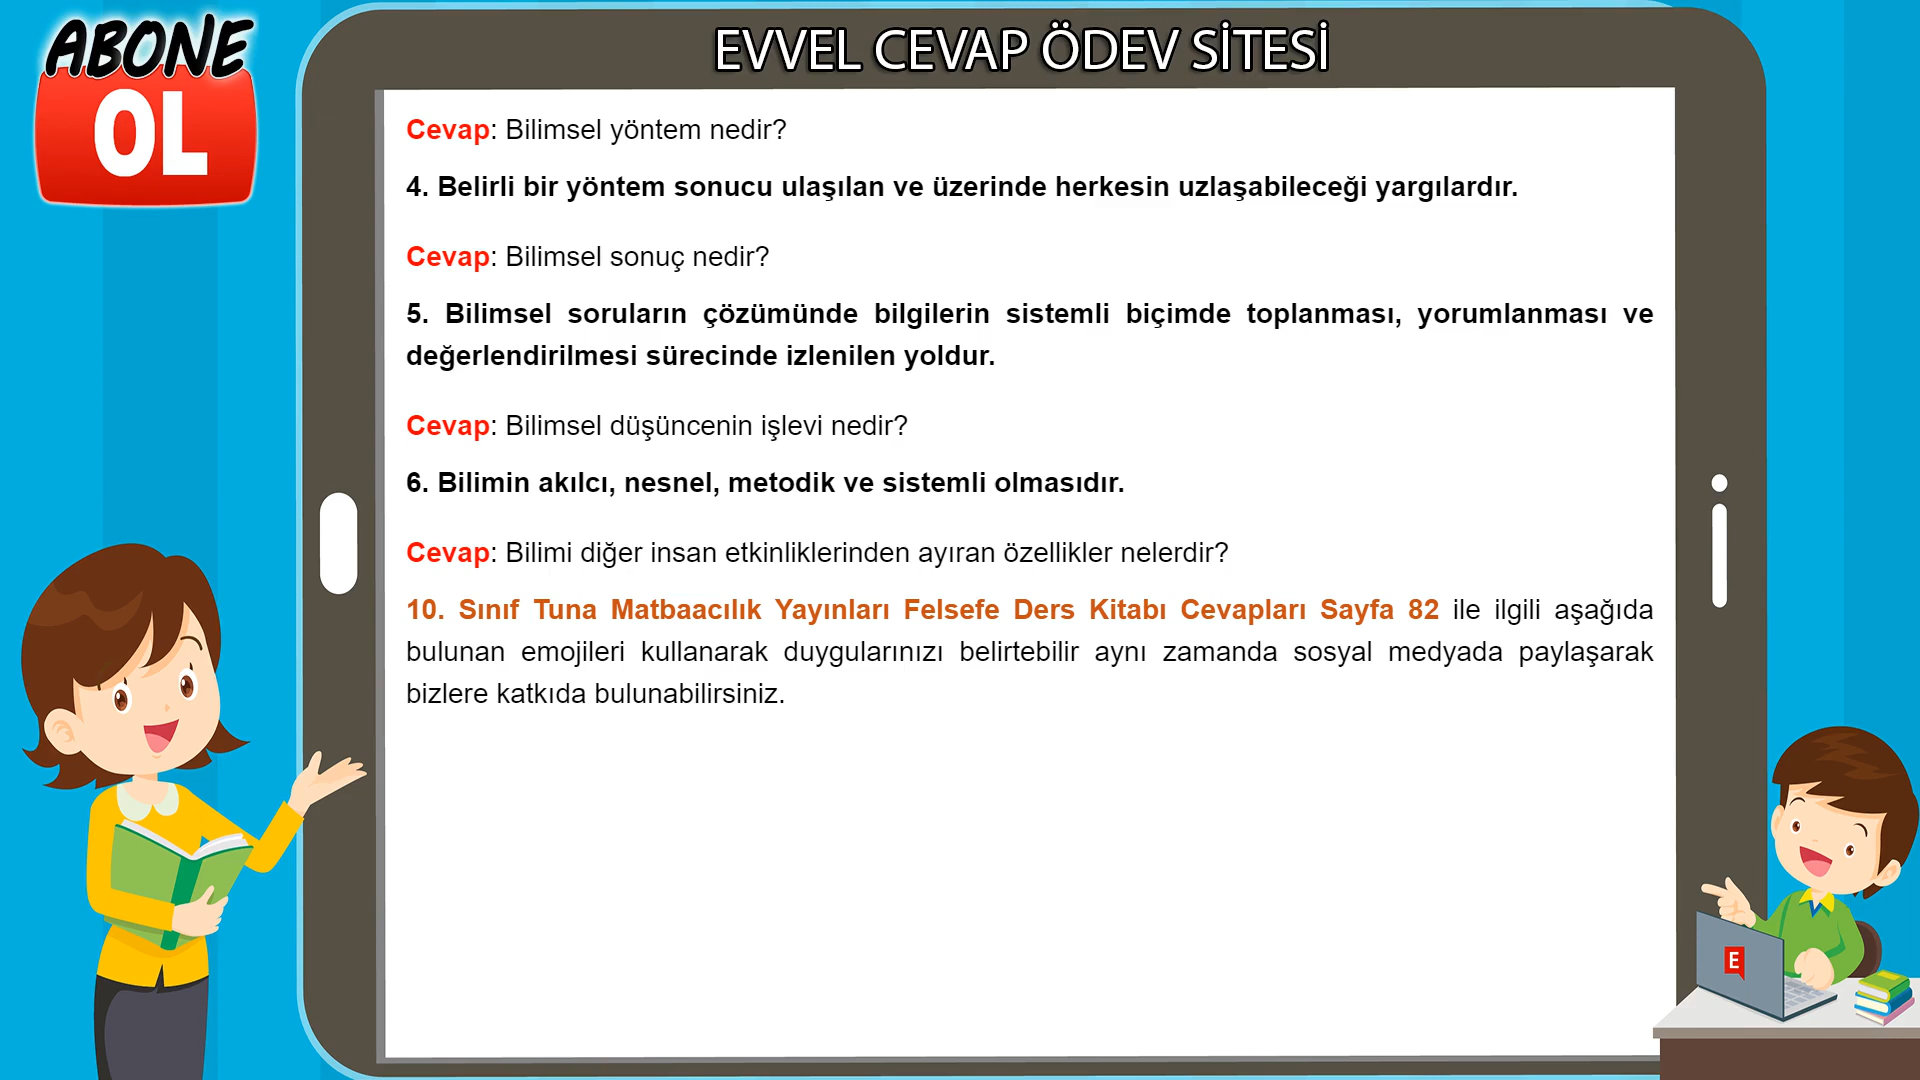 ABONE
OL
EVVEL CEVAP ÖDEV SİTESİ
Cevap: Bilimsel yöntem nedir?
4. Belirli bir yöntem sonucu ulaşılan ve üzerinde herkesin uzlaşabileceği yargılardır.
Cevap: Bilimsel sonuç nedir?
5. Bilimsel soruların çözümünde bilgilerin sistemli biçimde toplanması, yorumlanması ve
değerlendirilmesi sürecinde izlenilen yoldur.
Cevap: Bilimsel düşüncenin işlevi nedir?
6. Bilimin akılcı, nesnel, metodik ve sistemli olmasıdır.
Cevap: Bilimi diğer insan etkinliklerinden ayıran özellikler nelerdir?
10. Sınıf Tuna Matbaacılık Yayınları Felsefe Ders Kitabı Cevapları Sayfa 82 ile ilgili aşağıda
bulunan emojileri kullanarak duygularınızı belirtebilir aynı zamanda sosyal medyada paylaşarak
bizlere katkıda bulunabilirsiniz.
E